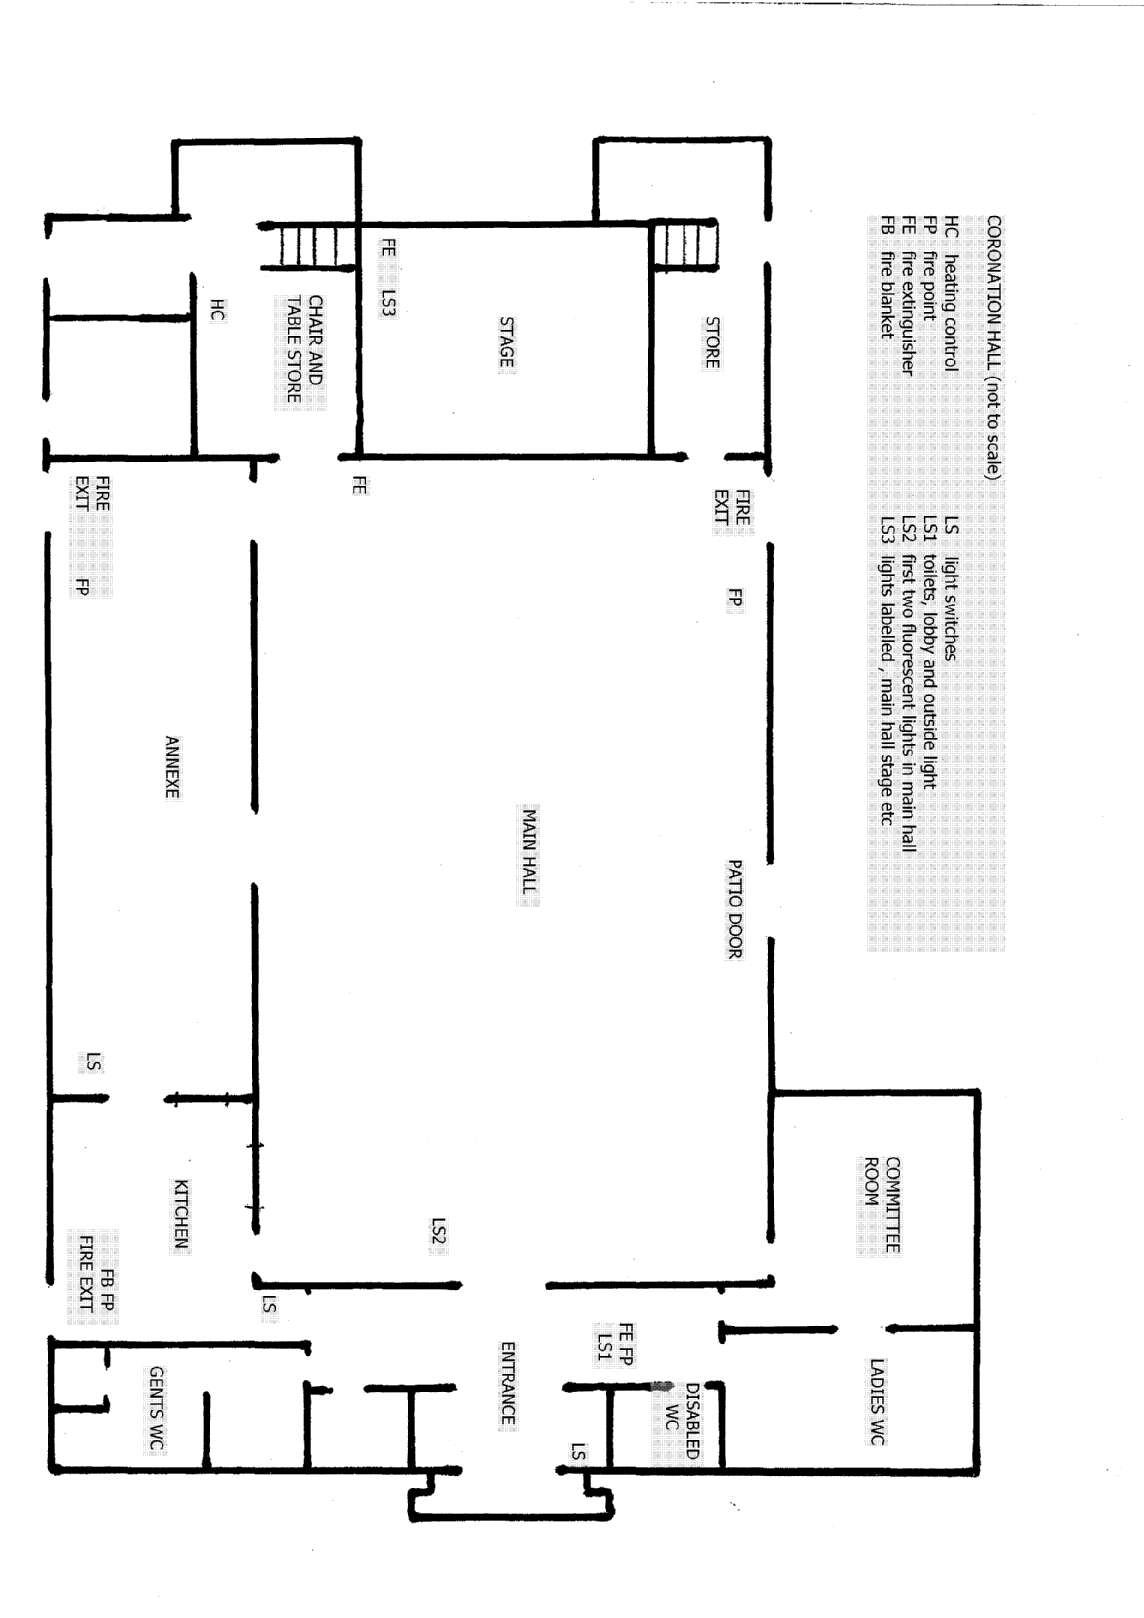 CORONATION HALL (not to scale)
HC heating control
FP fire point
FE fire extinguisher
FB fire blanket
LS light switches
LS1 toilets, lobby and outside light
LS2 first two fluorescent lights in main hall
LS3 lights labelled , main hall stage etc
STORE
FIRE
EXIT
FP
PATIO DOOR
COMMITTEE
ROOM
LADIES WC
STAGE
FE LS3
FE
MAIN HALL
LS2
FE FP
LS1
DISABLED
WC
ENTRANCE
LS
CHAIR AND
TABLE STORE
HC
LS
ANNEXE
KITCHEN
GENTS WC
FIRE
EXIT FP
LS
FB FP
FIRE EXIT